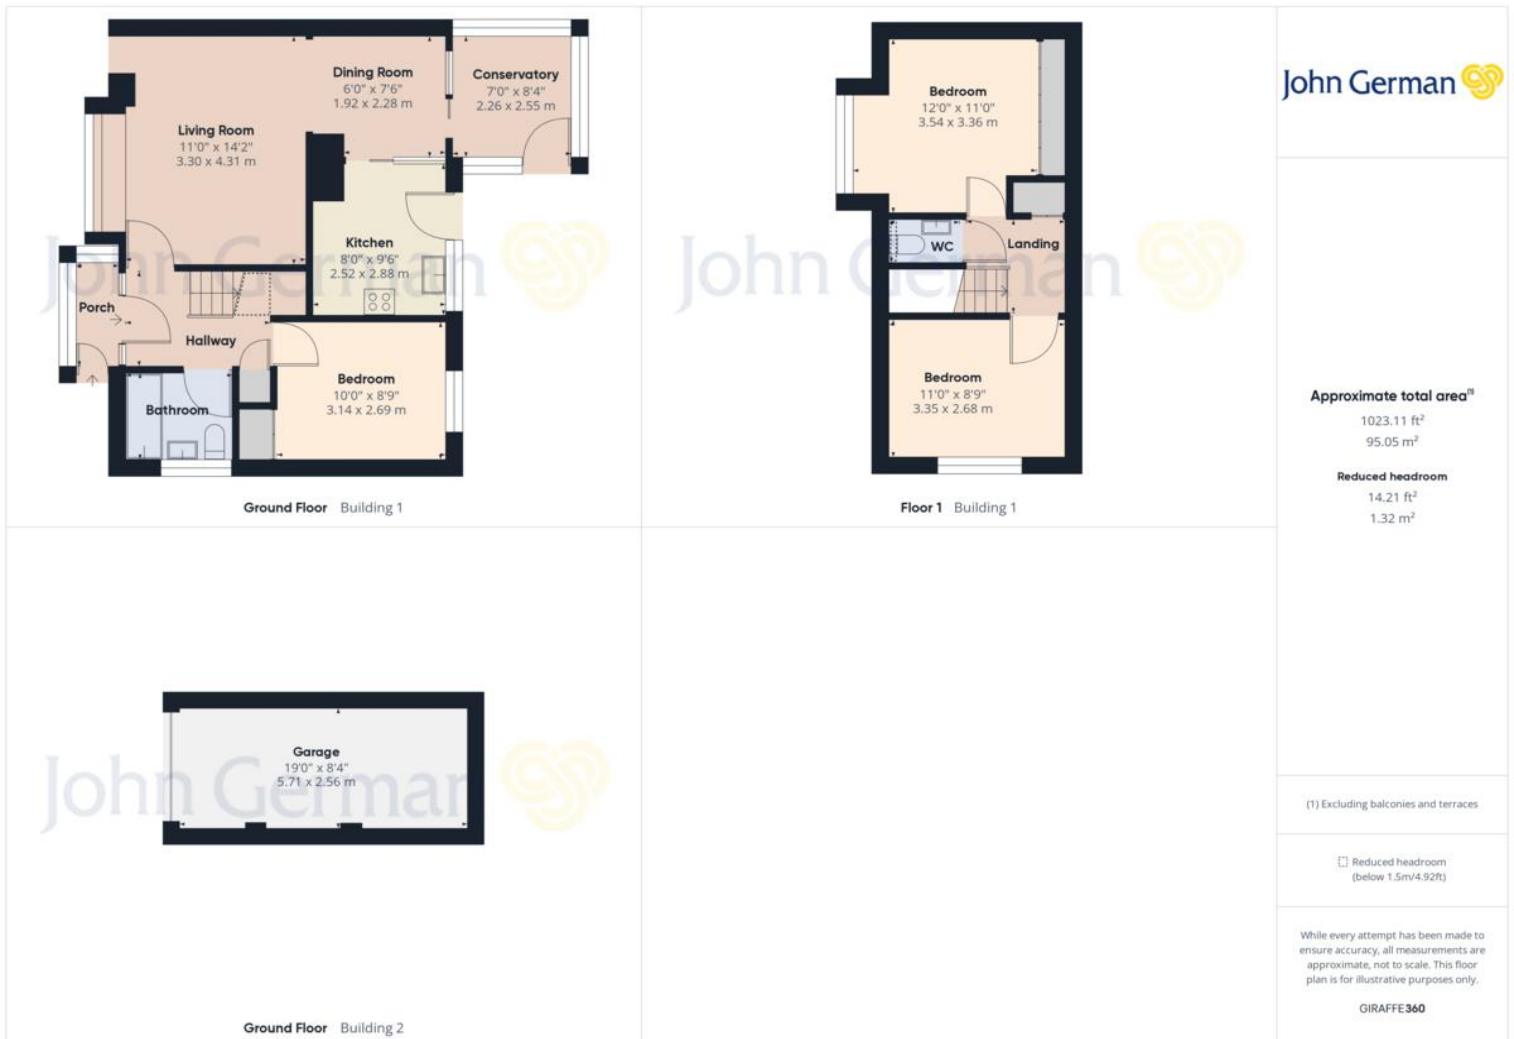 Dining Room
6'0" x 7'6"
1.92 x 2.28 m
Conservatory
7'0" x 8'4"
2.26 x 2.55 m
Living Room
11'0" x 14'2"
3.30 x 4.31 m
Kitchen
8'0" x 9'6"
2.52 x 2.88 m
Porch
Hallway
Bedroom
10'0" x 8'9"
3.14 x 2.69 m
Bathroom
John German
Ground Floor Building 1
Bedroom
12'0" x 11'0"
3.54 x 3.36 m
WC
Landing
Bedroom
11'0" x 8'9"
3.35 x 2.68 m
John German
Floor 1 Building 1
Garage
19'0" x 8'4"
5.71 x 2.56 m
John German
Ground Floor Building 2
John German
Approximate total area(1)
1023.11 ft²
95.05 m²
Reduced headroom
14.21 ft²
1.32 m²
(1) Excluding balconies and terraces
Reduced headroom
(below 1.5m/4.92ft)
While every attempt has been made to
ensure accuracy, all measurements are
approximate, not to scale. This floor
plan is for illustrative purposes only.
GIRAFFE360